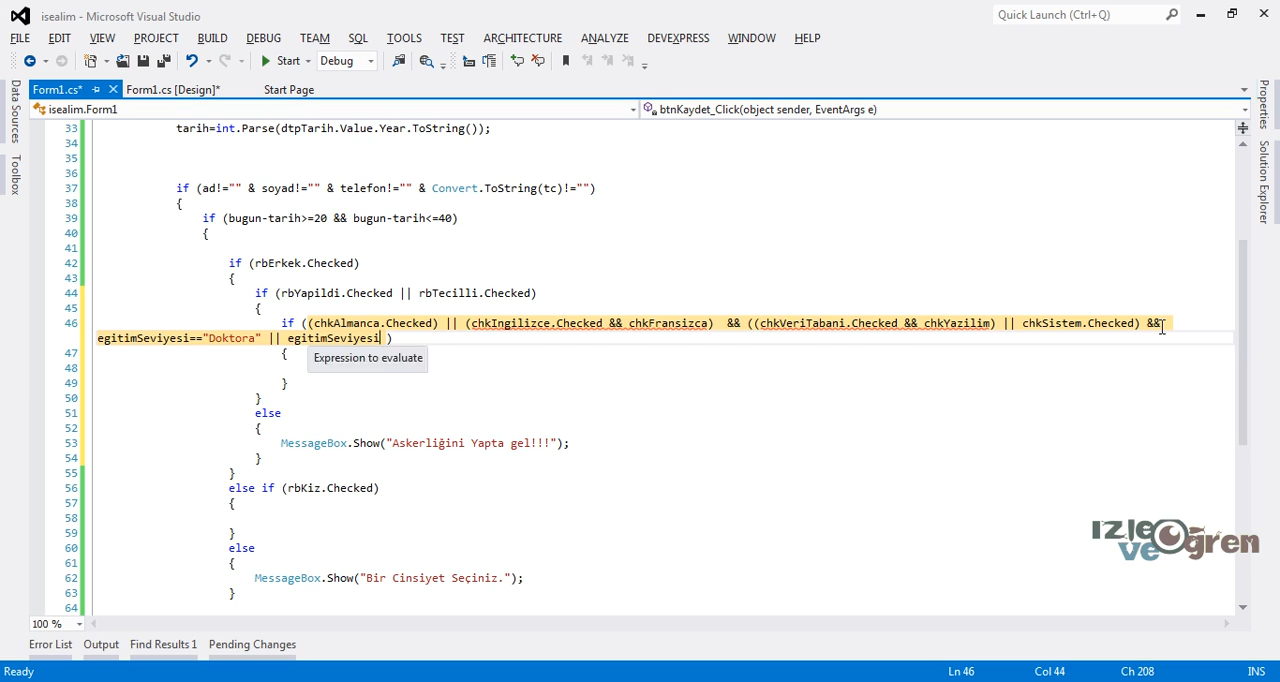 isealim - Microsoft Visual Studio
Quick Launch (Ctrl+Q)
FILE EDIT VIEW PROJECT BUILD DEBUG TEAM SQL TOOLS TEST ARCHITECTURE ANALYZE DEVEXPRESS WINDOW HELP
Start Debug
Form1.cs* Form1.cs [Design]* Start Page
isealim.Form1 btnKaydet_Click(object sender, EventArgs e)
Data Sources
Toolbox
Properties
Solution Explorer
33 tarih=int.Parse(dtpTarih.Value.Year.ToString());
34
35
36
37 if (ad!="" & soyad!="" & telefon!="" & Convert.ToString(tc)!="")
38 {
39 if (bugun-tarih>=20 && bugun-tarih<=40)
40 {
41
42 if (rbErkek.Checked)
43 {
44 if (rbYapildi.Checked || rbTecilli.Checked)
45 {
46 if ((chkAlmanca.Checked) || (chkIngilizce.Checked && chkFransizca) && ((chkVeriTabani.Checked && chkYazilim) || chkSistem.Checked) &&
egitimSeviyesi=="Doktora" || egitimSeviyesi )
47 {
Expression to evaluate
48
49 }
50 }
51 else
52 {
53 MessageBox.Show("Askerliğini Yapta gel!!!");
54 }
55 }
56 else if (rbKiz.Checked)
57 {
58
59 }
60 else
61 {
62 MessageBox.Show("Bir Cinsiyet Seçiniz.");
63 }
64
izle ve Ogren
100 %
Error List Output Find Results 1 Pending Changes
Ready Ln 46 Col 44 Ch 208 INS